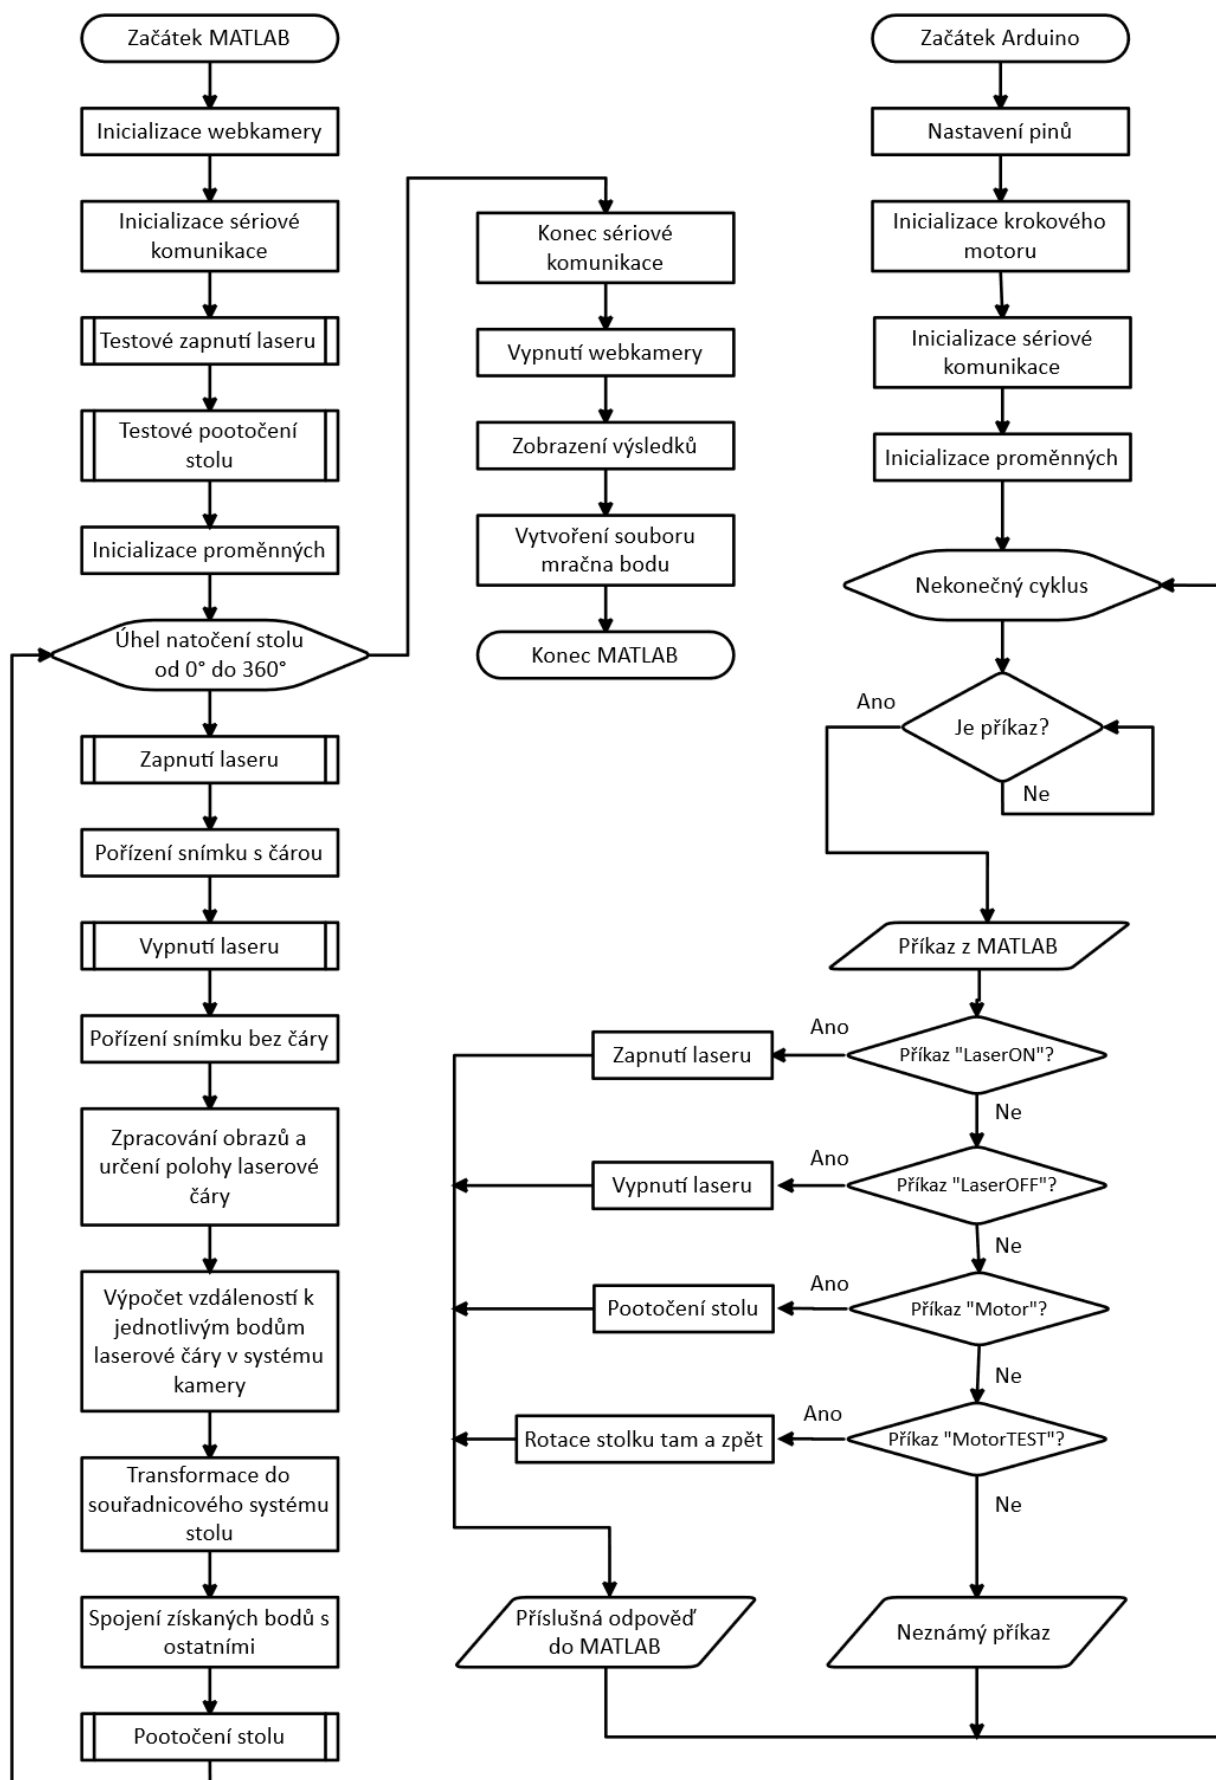 Začátek MATLAB
Inicializace webkamery
Inicializace sériové
komunikace
Testové zapnutí laseru
Testové pootočení
stolu
Inicializace proměnných
Úhel natočení stolu
od 0° do 360°
Zapnutí laseru
Pořízení snímku s čárou
Vypnutí laseru
Pořízení snímku bez čáry
Zpracování obrazů a
určení polohy laserové
čáry
Výpočet vzdáleností k
jednotlivým bodům
laserové čáry v systému
kamery
Transformace do
souřadnicového systému
stolu
Spojení získaných bodů s
ostatními
Pootočení stolu
Konec sériové
komunikace
Vypnutí webkamery
Zobrazení výsledků
Vytvoření souboru
mračna bodu
Konec MATLAB
Začátek Arduino
Nastavení pinů
Inicializace krokového
motoru
Inicializace sériové
komunikace
Inicializace proměnných
Nekonečný cyklus
Je příkaz?
Ano
Ne
Příkaz z MATLAB
Příkaz "LaserON"?
Ano
Zapnutí laseru
Ne
Příkaz "LaserOFF"?
Ano
Vypnutí laseru
Ne
Příkaz "Motor"?
Ano
Pootočení stolu
Ne
Příkaz "MotorTEST"?
Ano
Rotace stolku tam a zpět
Ne
Příslušná odpověď
do MATLAB
Neznámý příkaz